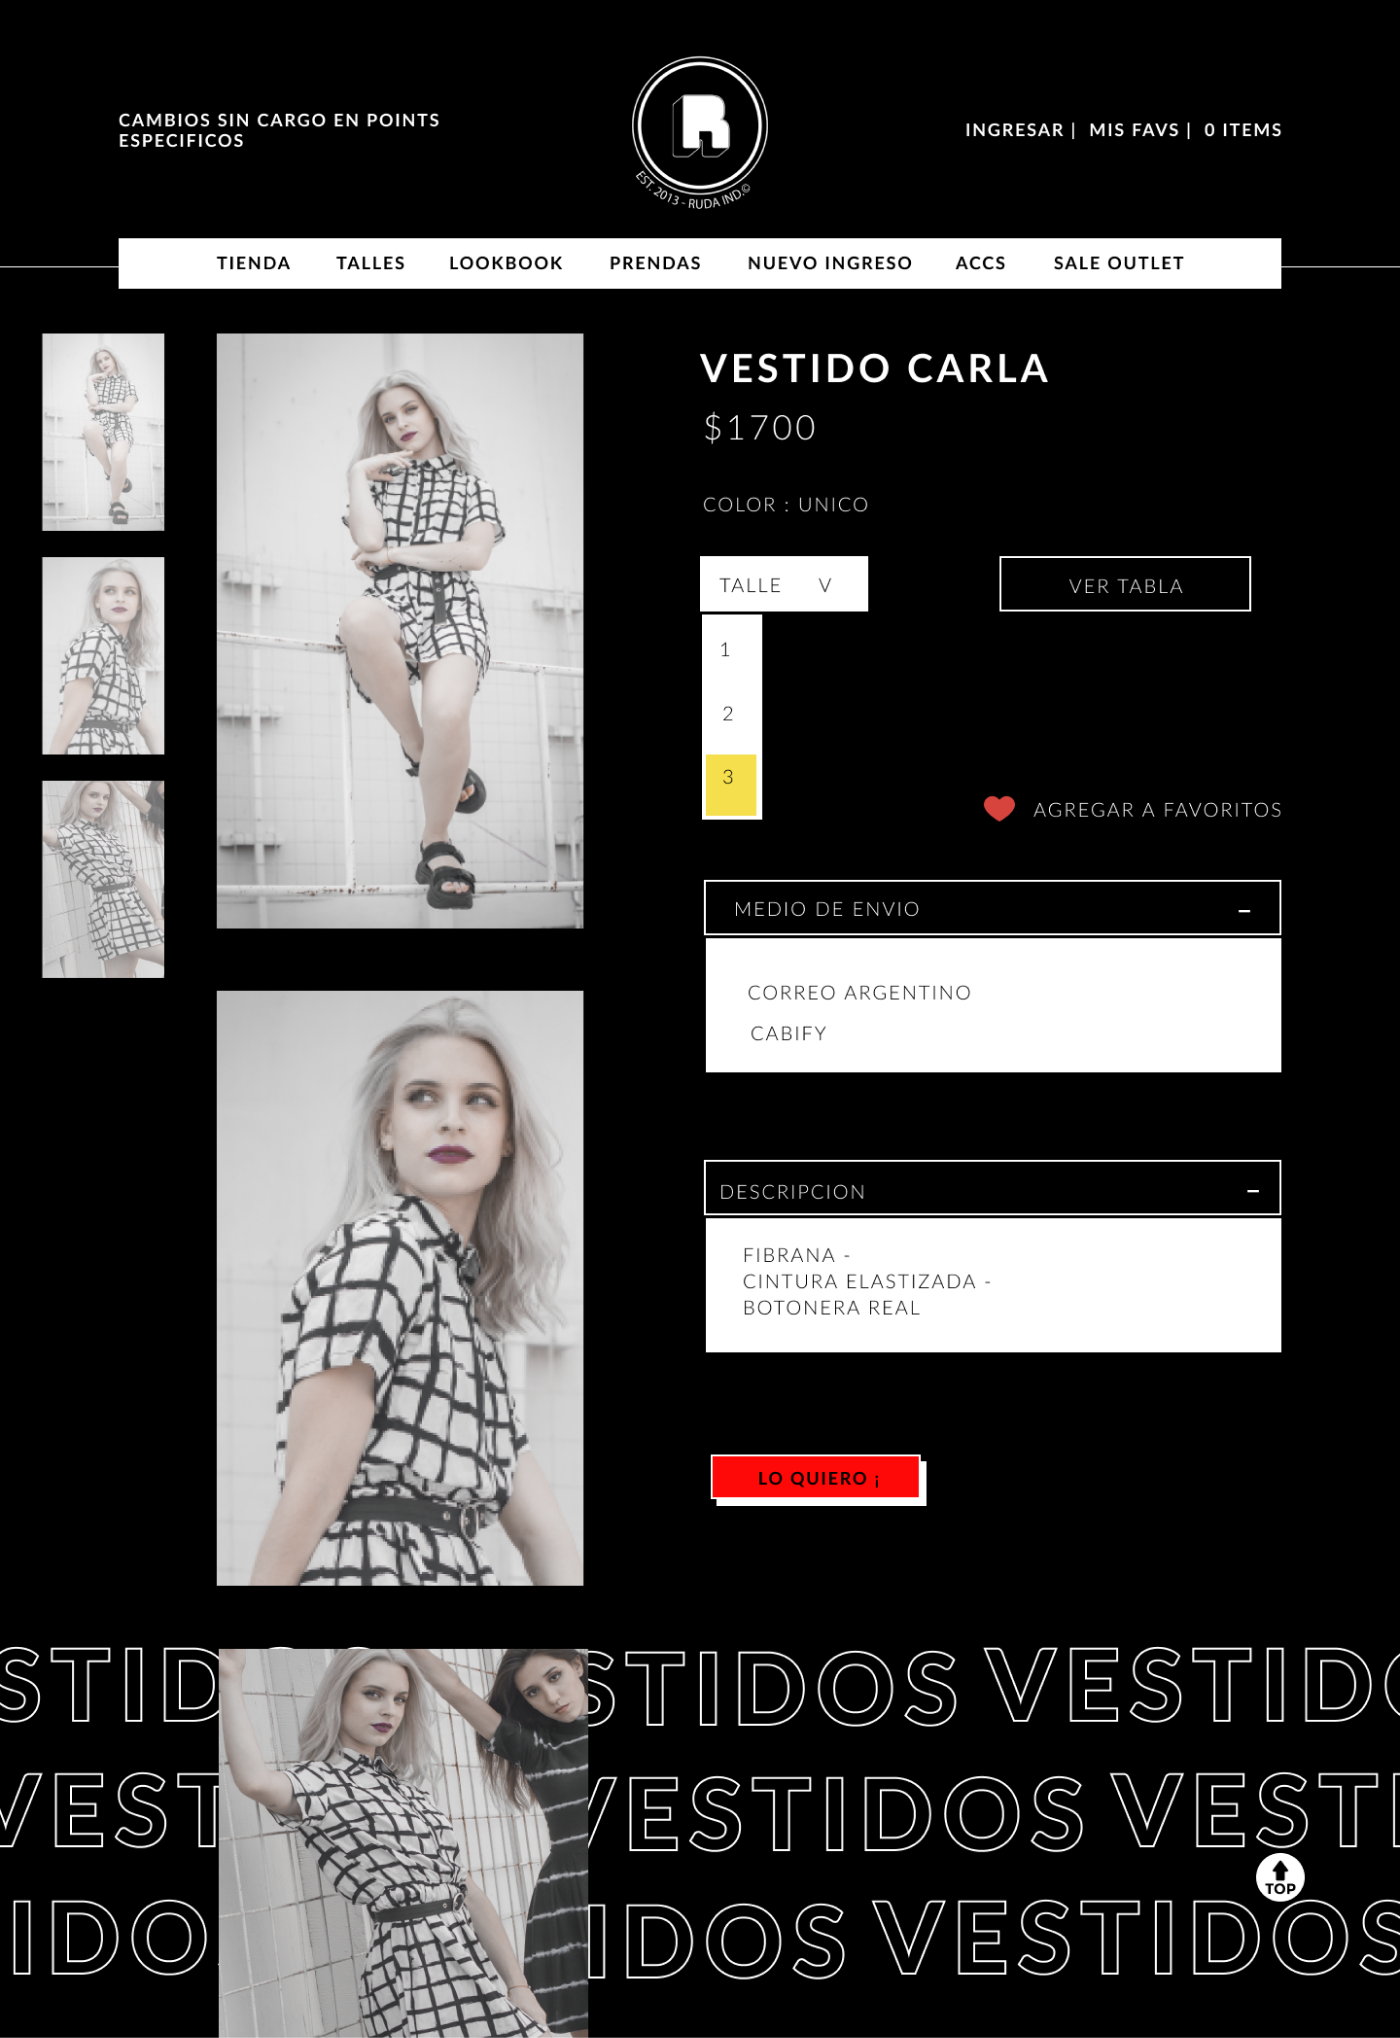 CAMBIOS SIN CARGO EN POINTS
ESPECIFICOS
R
EST. 2013 - RUDA IND.©
INGRESAR | MIS FAVS | 0 ITEMS
TIENDA TALLES LOOKBOOK PRENDAS NUEVO INGRESO ACCS SALE OUTLET
VESTIDO CARLA
$1700
COLOR : UNICO
TALLE V
VER TABLA
1
2
3
AGREGAR A FAVORITOS
MEDIO DE ENVIO -
CORREO ARGENTINO
CABIFY
DESCRIPCION -
FIBRANA -
CINTURA ELASTIZADA -
BOTONERA REAL
LO QUIERO ¡
STID STIDOS VESTIDO
VEST VESTIDOS VESTI
TOP
IDO IDOS VESTIDOS